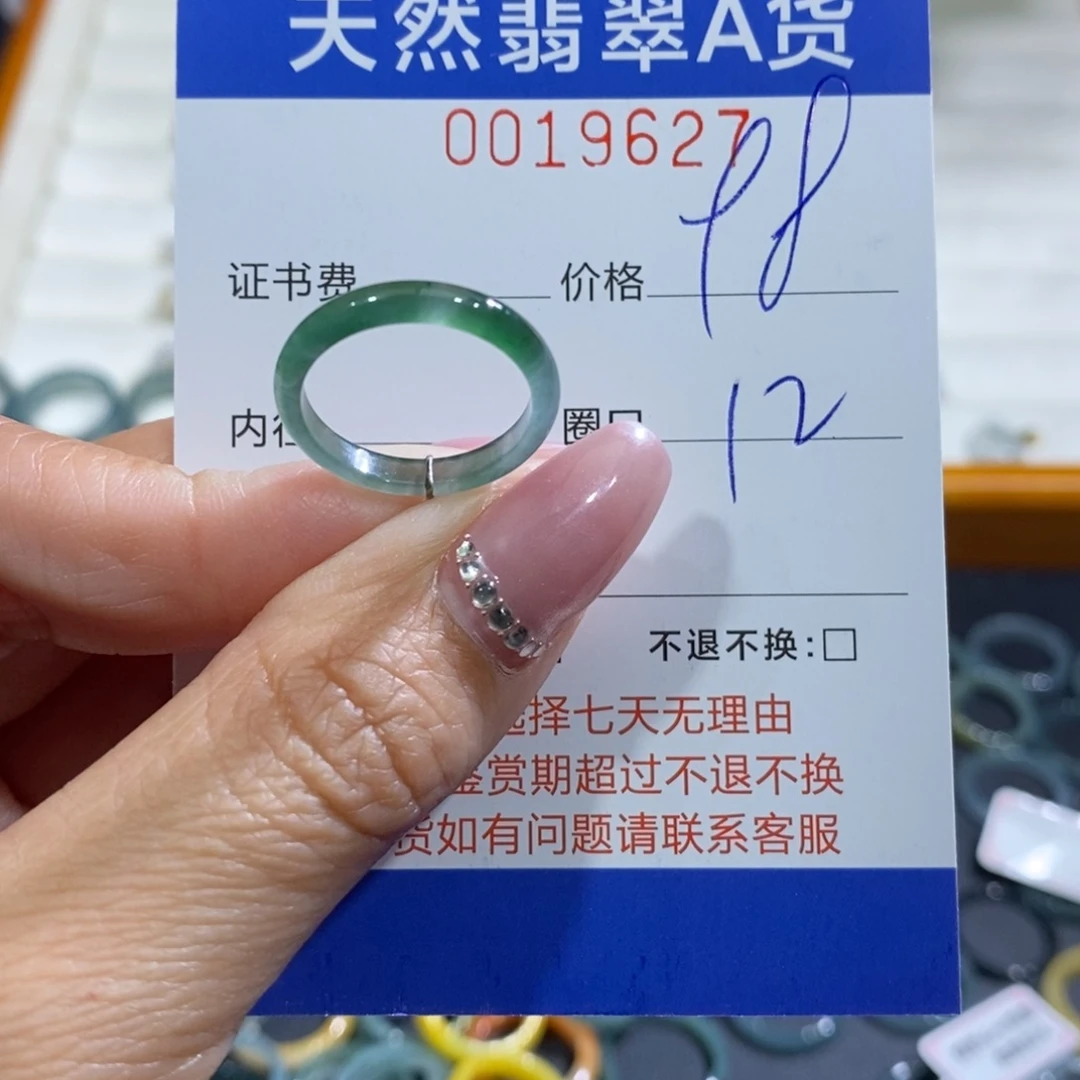 天然翡翠A货
0019627
证书费 价格 98
内径 圈口 12
不退不换:□
选择七天无理由
鉴赏期超过不退不换
货如有问题请联系客服